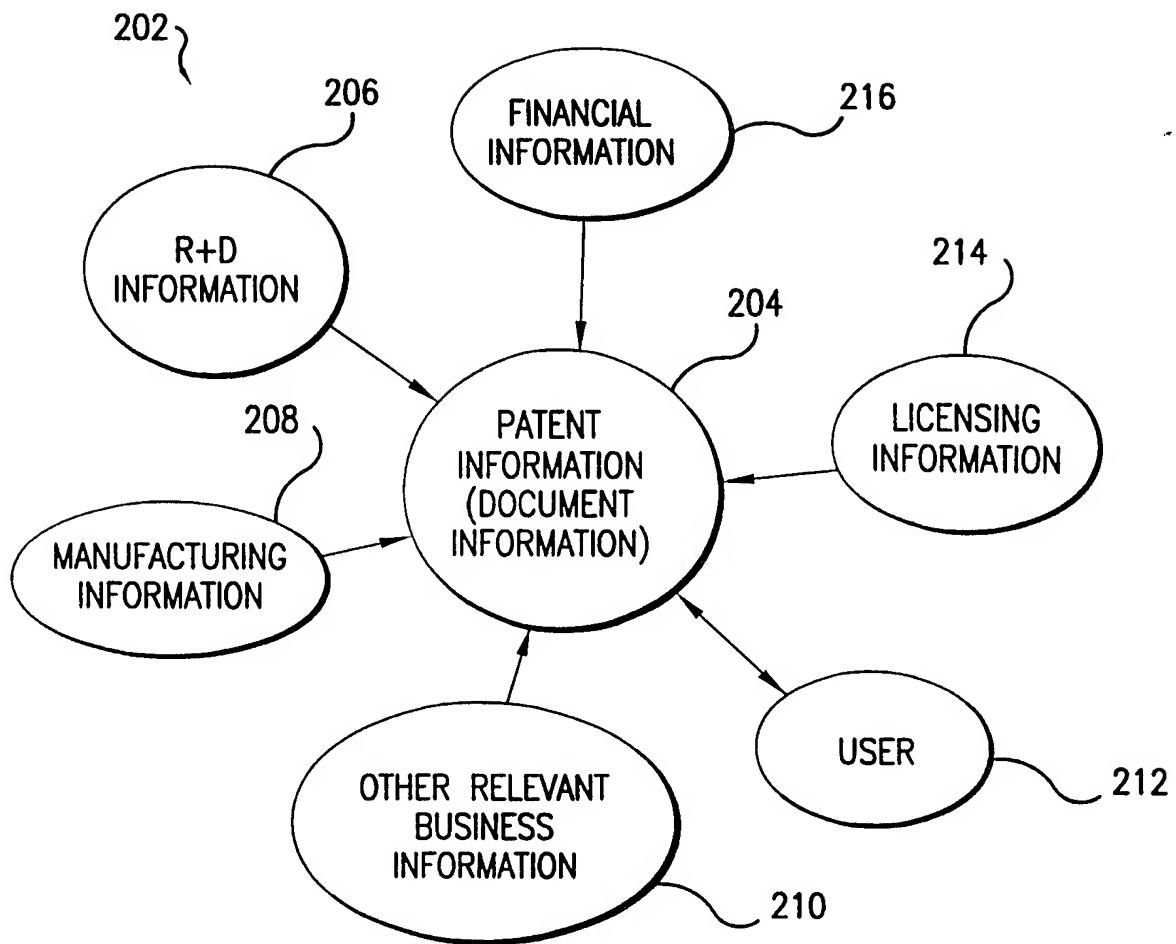 202
206
FINANCIAL
INFORMATION
216
R+D
INFORMATION
214
204
LICENSING
INFORMATION
PATENT
INFORMATION
(DOCUMENT
INFORMATION)
208
MANUFACTURING
INFORMATION
USER
212
OTHER RELEVANT
BUSINESS
INFORMATION
210